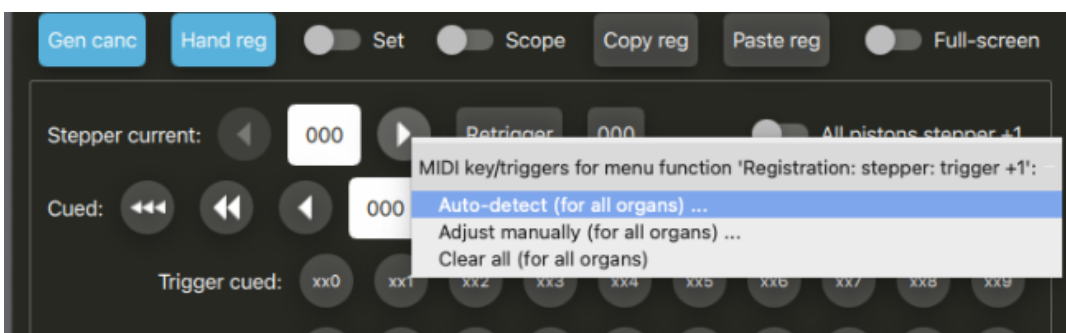 Gen canc Hand reg Set Scope Copy reg Paste reg Full-screen
Stepper current: 000 Retrigger 000 All pistons stepper +1
MIDI key/triggers for menu function 'Registration: stepper: trigger +1':
Cued: 000 Auto-detect (for all organs) ...
Adjust manually (for all organs) ...
Clear all (for all organs)
Trigger cued: xx0 xx1 xx2 xx3 xx4 xx5 xx6 xx7 xx8 xx9